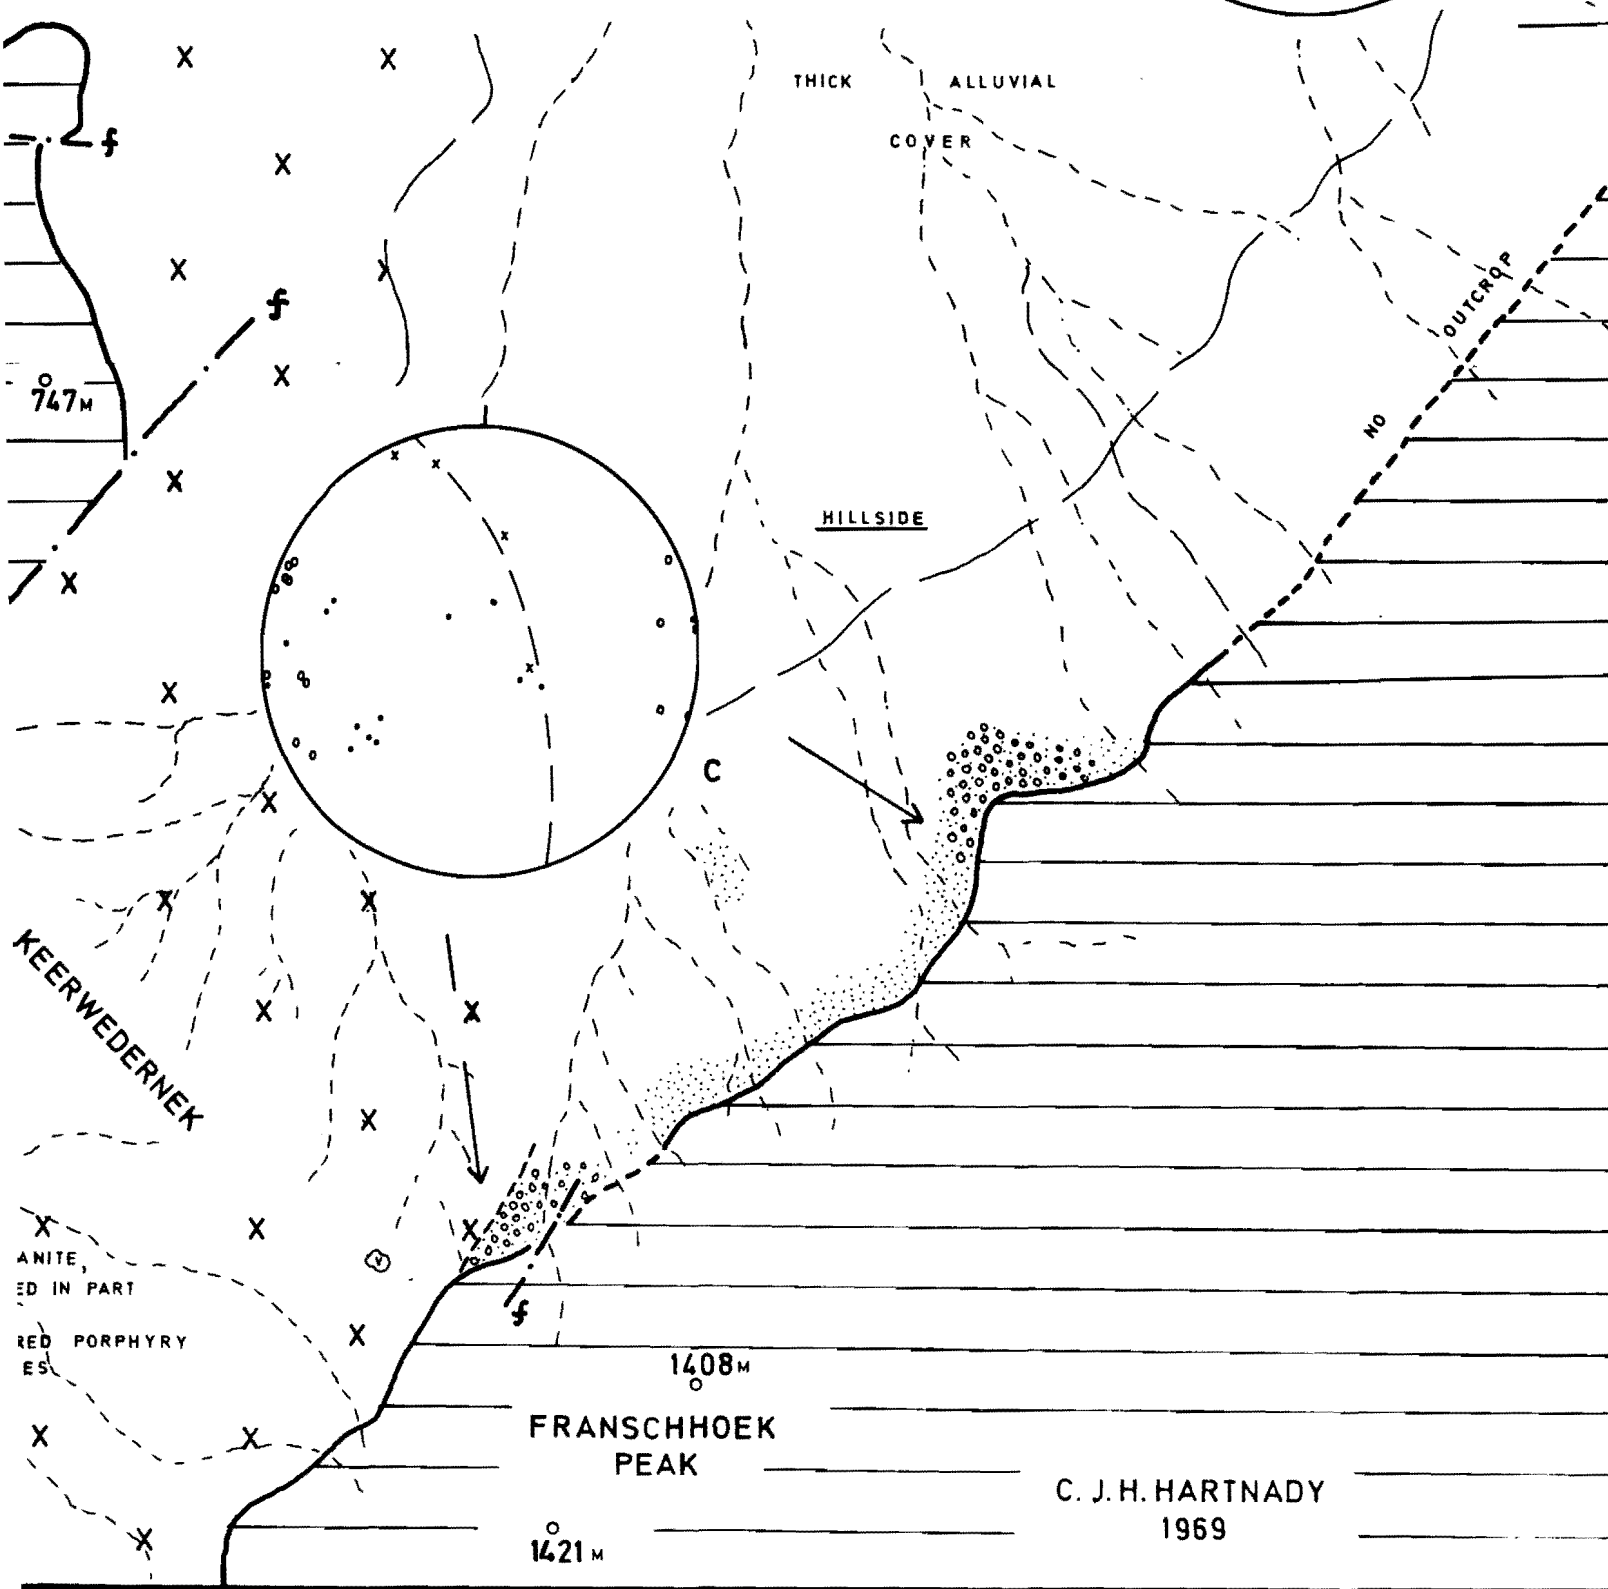 THICK ALLUVIAL
COVER
f
f
OUTCROP
NO
747M
HILLSIDE
C
KEERWEDERNEK
ANITE,
ED IN PART
RED PORPHYRY
ES
f
1408M
FRANSCHHOEK
PEAK
C. J. H. HARTNADY
1969
1421 M